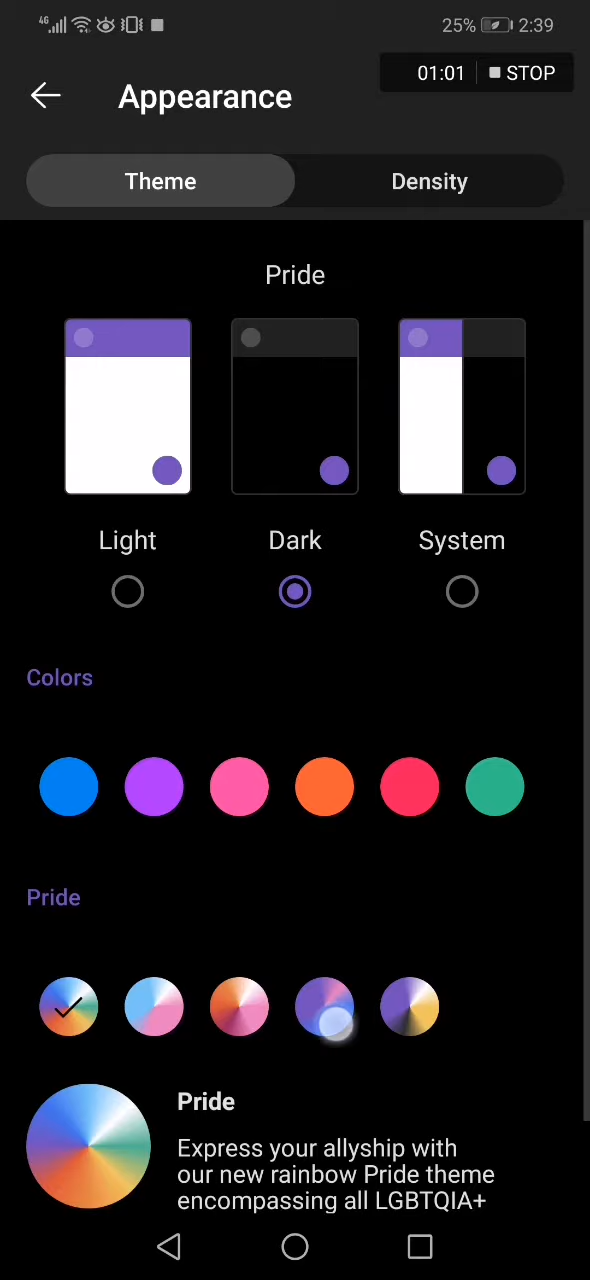 4G 25% 2:39
01:01 STOP
Appearance
Theme Density
Pride
Light Dark System
Colors
Pride
Pride
Express your allyship with
our new rainbow Pride theme
encompassing all LGBTQIA+